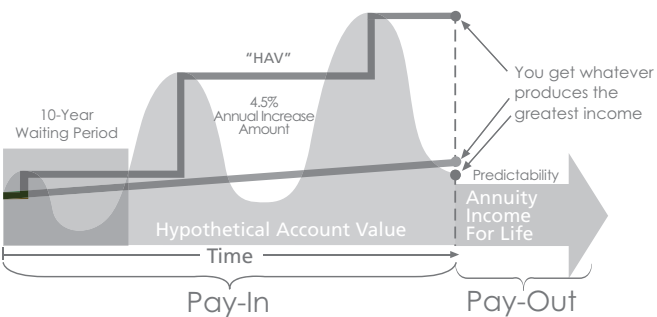 "HAV"
10-Year
Waiting Period
4.5%
Annual Increase
Amount
You get whatever
produces the
greatest income
Predictability
Annuity
Income
For Life
Hypothetical Account Value
Time
Pay-In
Pay-Out